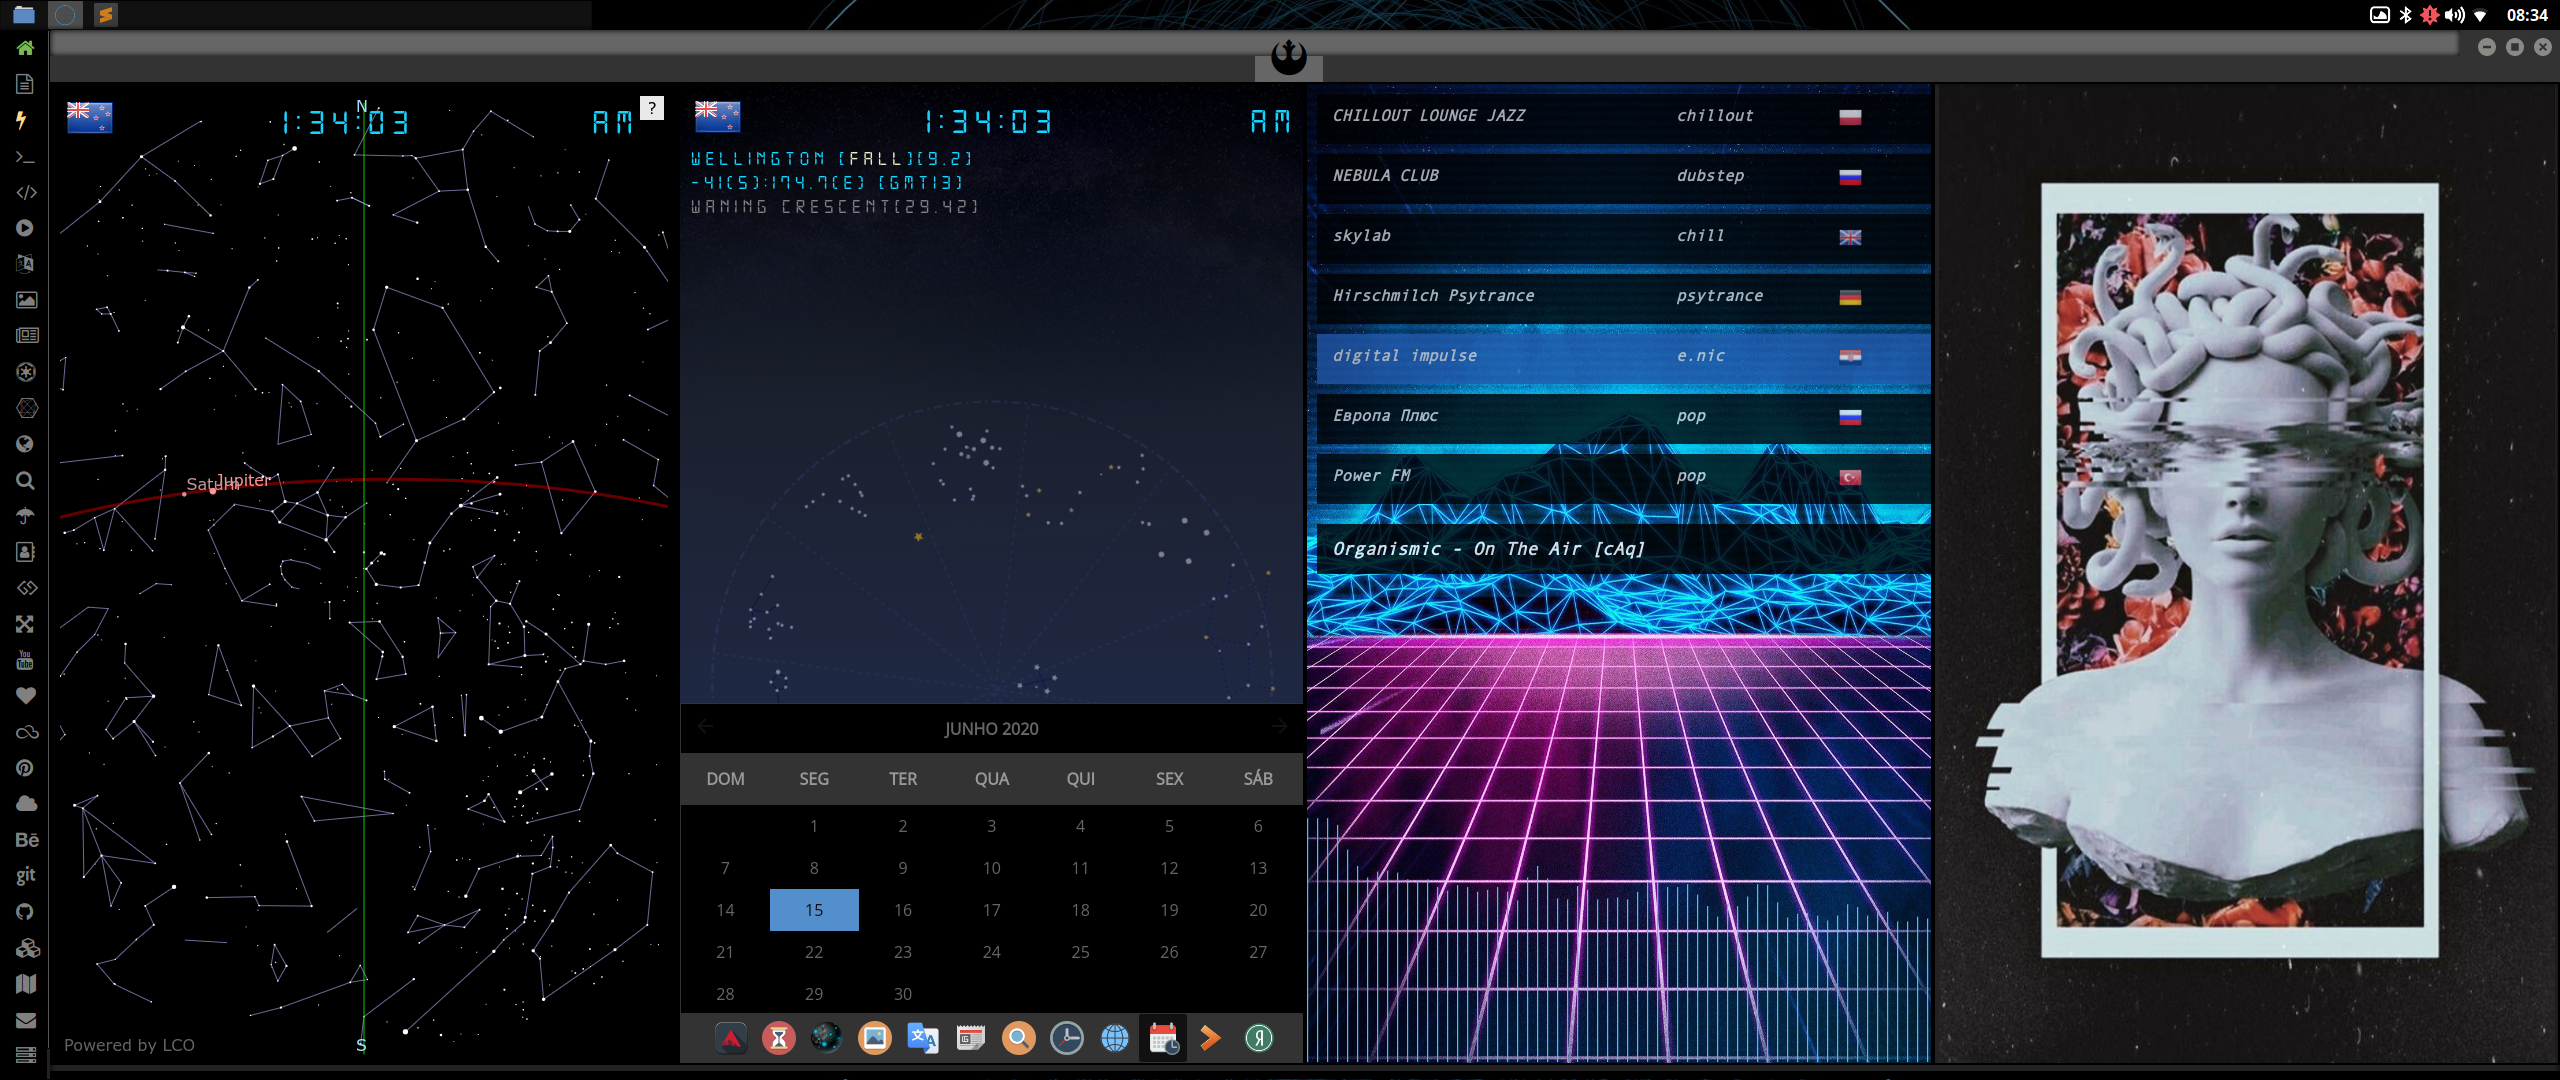 08:34
N
1:34:03
AM
?
Saturn
Jupiter
S
Powered by LCO
1:34:03
AM
WELLINGTON [FALL][9.2]
-41(S):174.7(E) [GMT13]
WANING CRESCENT[29.42]
JUNHO 2020
DOM SEG TER QUA QUI SEX SÁB
1 2 3 4 5 6
7 8 9 10 11 12 13
14 15 16 17 18 19 20
21 22 23 24 25 26 27
28 29 30
CHILLOUT LOUNGE JAZZ chillout
NEBULA CLUB dubstep
skylab chill
Hirschmilch Psytrance psytrance
digital impulse e.nic
Европа Плюс pop
Power FM pop
Organismic - On The Air [cAq]
You
Tube
Bē
git